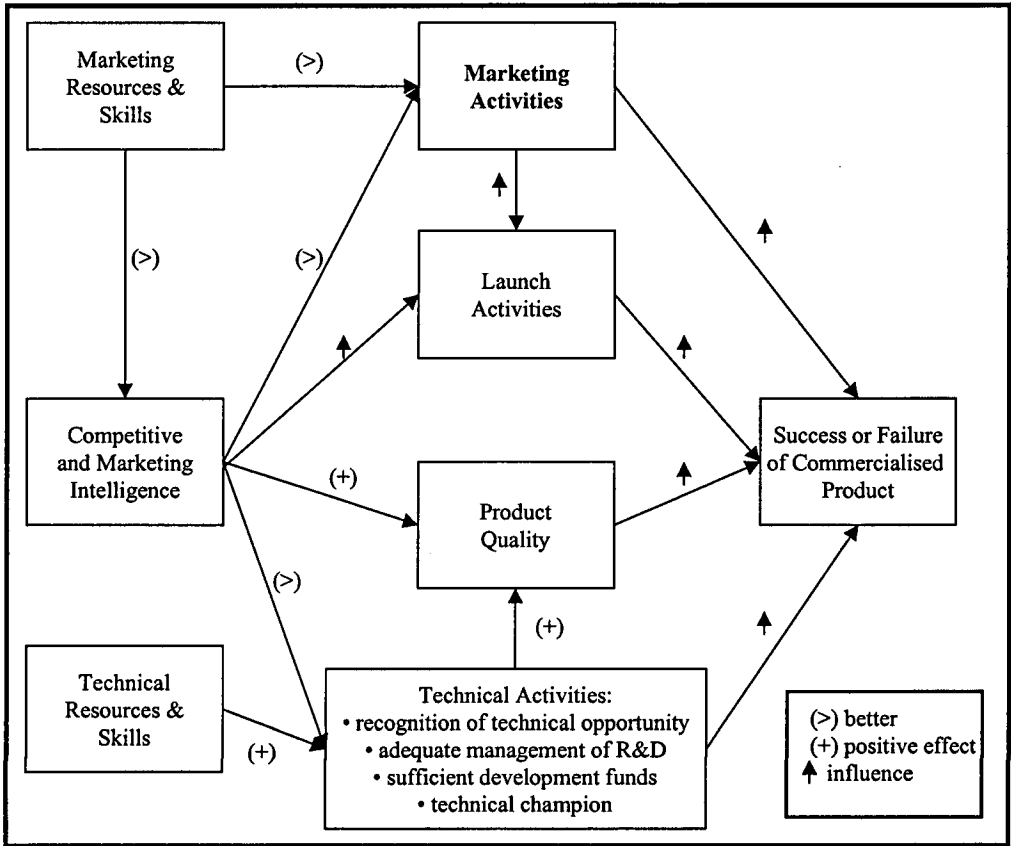 Marketing
Resources &
Skills
(>)
Marketing
Activities
(>)
(>)
Launch
Activities
Competitive
and Marketing
Intelligence
(+)
Product
Quality
Success or Failure
of Commercialised
Product
(>)
(+)
Technical
Resources &
Skills
(+)
Technical Activities:
• recognition of technical opportunity
• adequate management of R&D
• sufficient development funds
• technical champion
(>) better
(+) positive effect
↑ influence